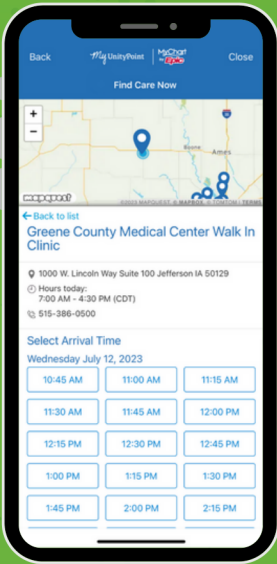 Back
My UnityPoint
MyChart
by Epic
Close
Find Care Now
+
−
Boone
Ames
mapquest
©2023 MAPQUEST, © MAPBOX, © TOMTOM | TERMS
← Back to list
Greene County Medical Center Walk In
Clinic
1000 W. Lincoln Way Suite 100 Jefferson IA 50129
Hours today:
7:00 AM - 4:30 PM (CDT)
515-386-0500
Select Arrival Time
Wednesday July 12, 2023
10:45 AM 11:00 AM 11:15 AM
11:30 AM 11:45 AM 12:00 PM
12:15 PM 12:30 PM 12:45 PM
1:00 PM 1:15 PM 1:30 PM
1:45 PM 2:00 PM 2:15 PM